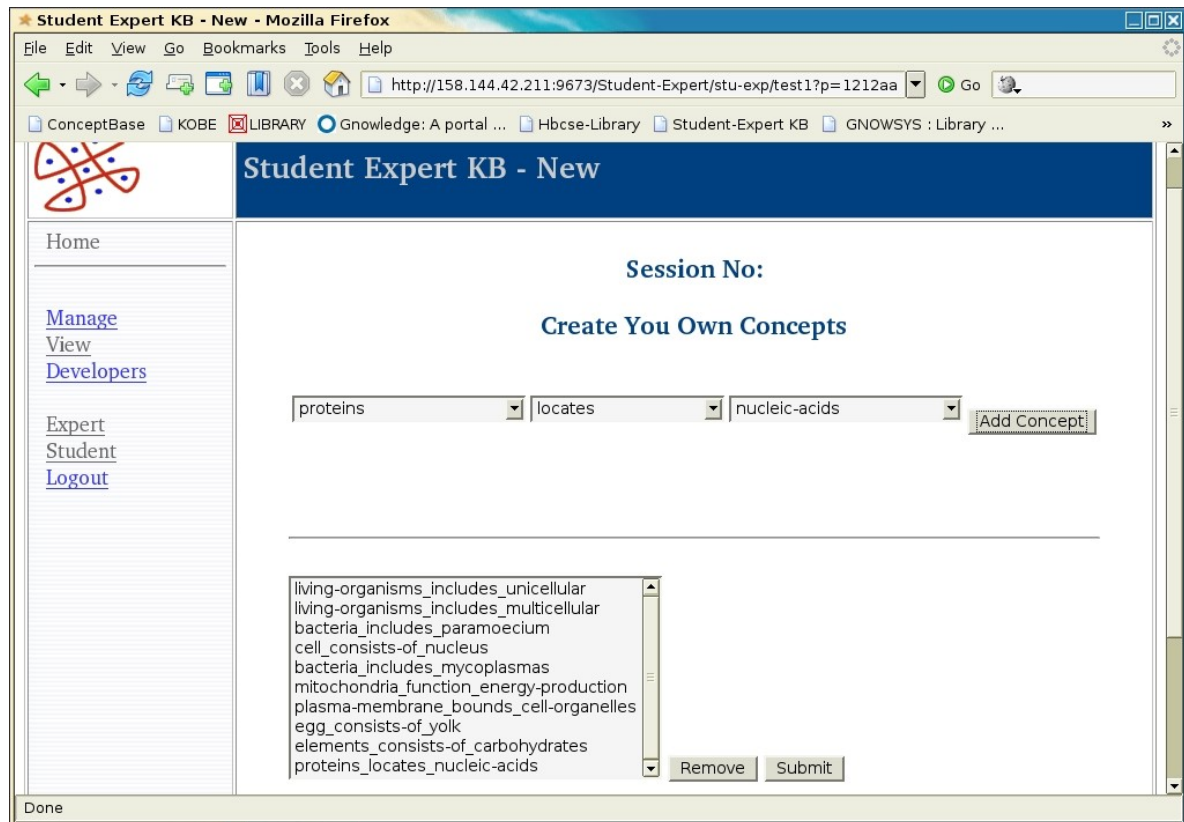 Student Expert KB - New - Mozilla Firefox
File Edit View Go Bookmarks Tools Help
http://158.144.42.211:9673/Student-Expert/stu-exp/test1?p=1212aa Go
ConceptBase KOBE LIBRARY Gnowledge: A portal ... Hbcse-Library Student-Expert KB GNOWSYS : Library ... »
Student Expert KB - New
Home
Manage
View
Developers
Expert
Student
Logout
Session No:
Create You Own Concepts
proteins locates nucleic-acids Add Concept
living-organisms_includes_unicellular
living-organisms_includes_multicellular
bacteria_includes_paramoecium
cell_consists-of_nucleus
bacteria_includes_mycoplasmas
mitochondria_function_energy-production
plasma-membrane_bounds_cell-organelles
egg_consists-of_yolk
elements_consists-of_carbohydrates
proteins_locates_nucleic-acids
Remove Submit
Done